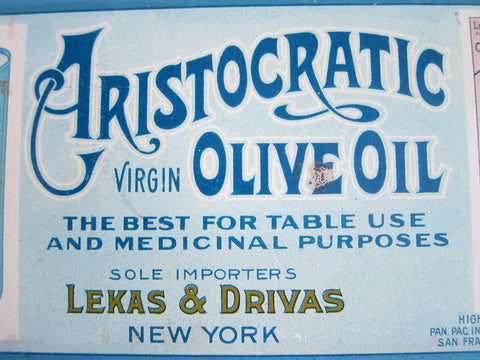 ARISTOCRATIC
VIRGIN OLIVE OIL
THE BEST FOR TABLE USE
AND MEDICINAL PURPOSES
SOLE IMPORTERS
LEKAS & DRIVAS
NEW YORK
HIGH
PAN. PAC. IN
SAN FRA